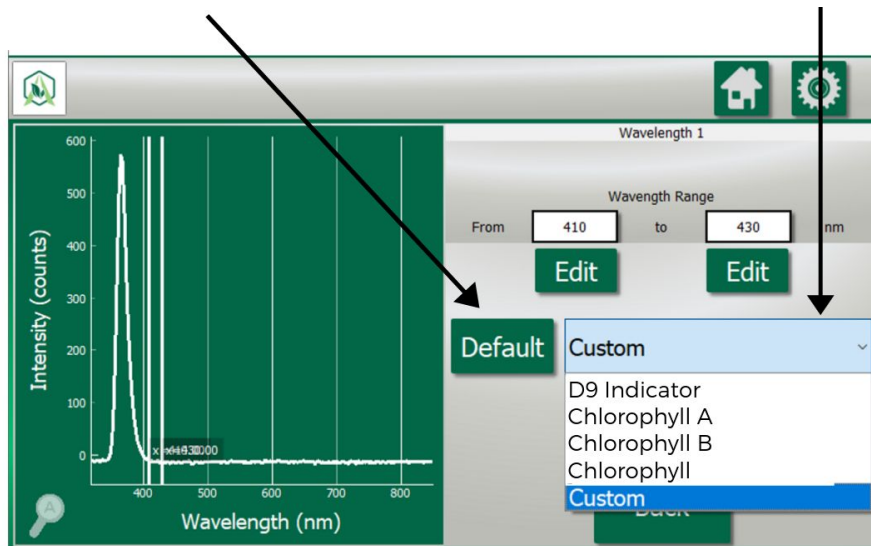 Wavelength 1
Wavength Range
From 410 to 430 nm
Edit Edit
Default
Custom
D9 Indicator
Chlorophyll A
Chlorophyll B
Chlorophyll
Custom
Intensity (counts)
600
500
400
300
200
100
0
400 500 600 700 800
Wavelength (nm)
A